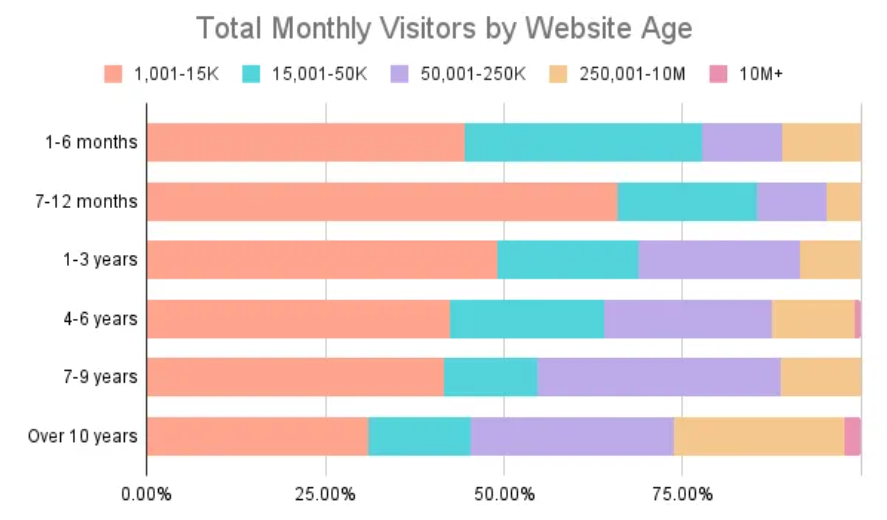 Total Monthly Visitors by Website Age
1,001-15K 15,001-50K 50,001-250K 250,001-10M 10M+
1-6 months
7-12 months
1-3 years
4-6 years
7-9 years
Over 10 years
0.00% 25.00% 50.00% 75.00%